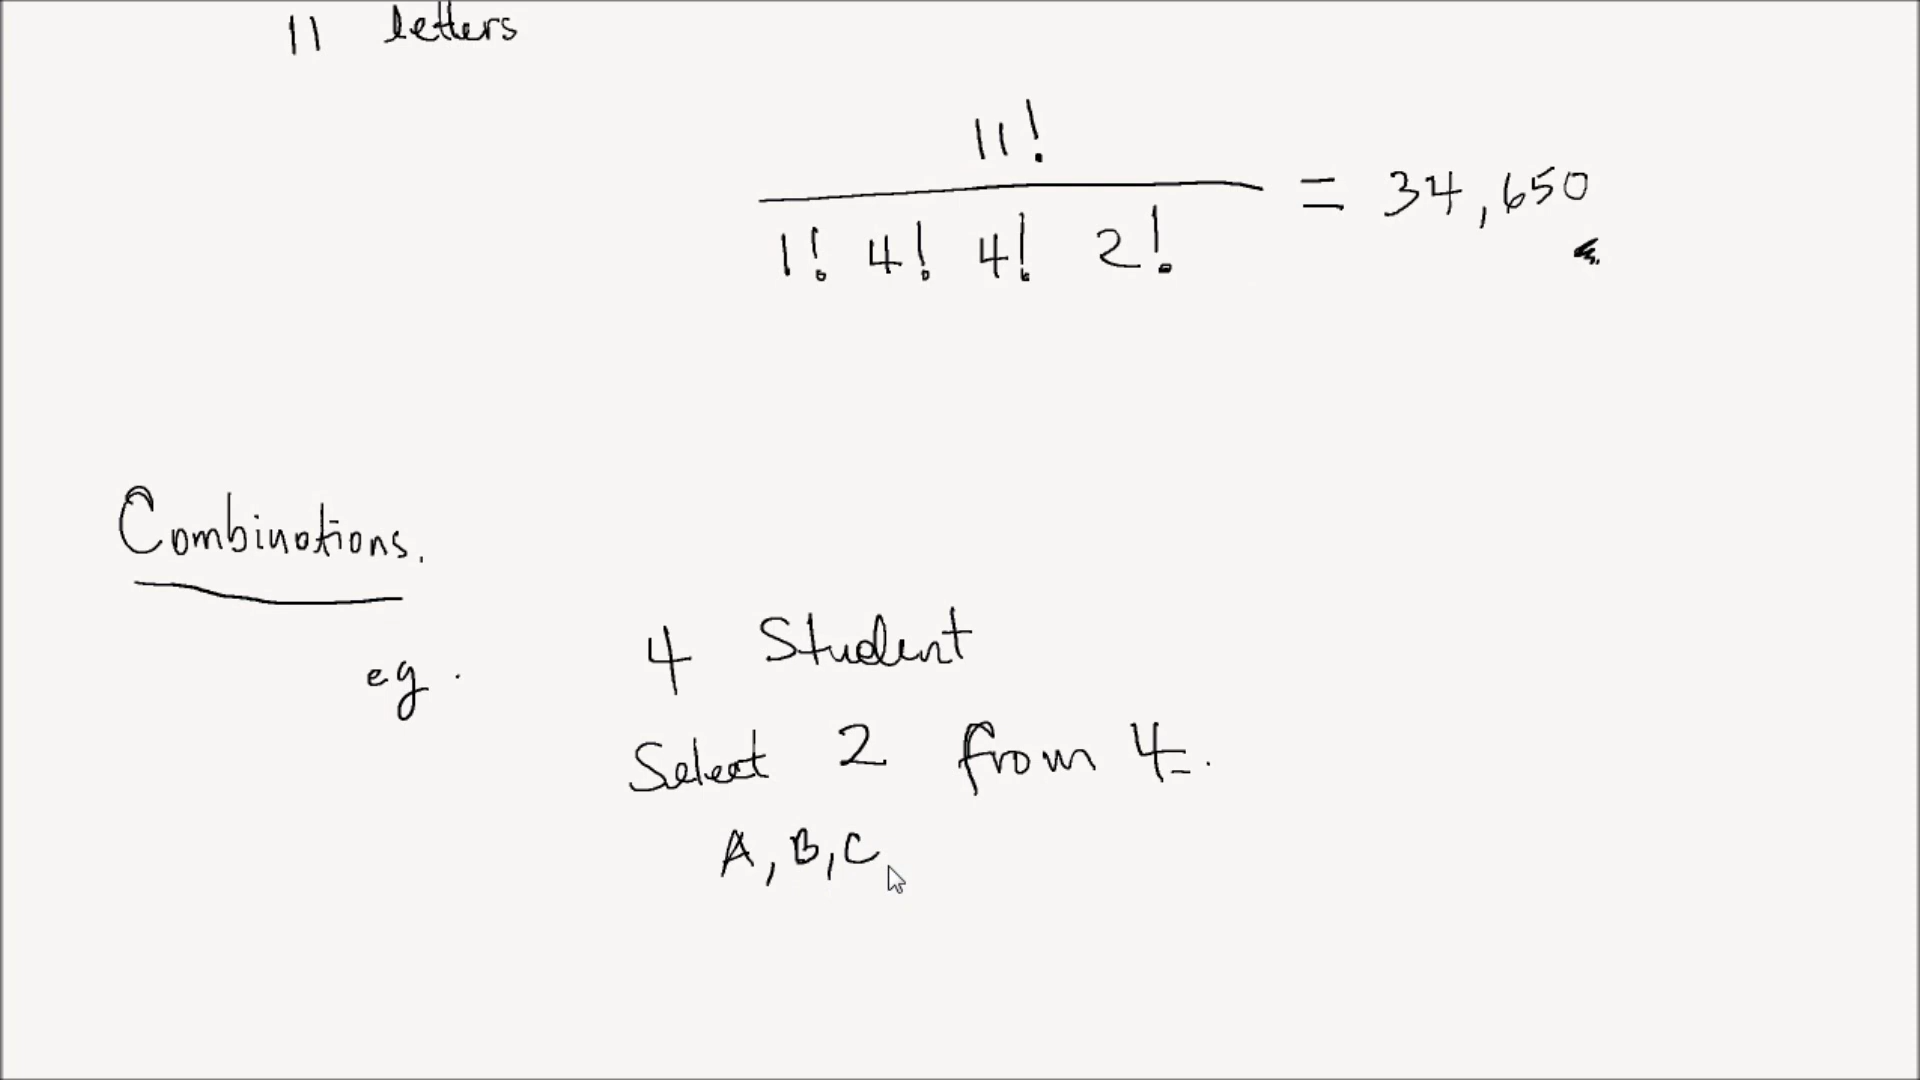 11 letters
11!
1! 4! 4! 2!
= 34,650
Combinations.
eg.
4 Student
Select 2 from 4.
A, B, C,